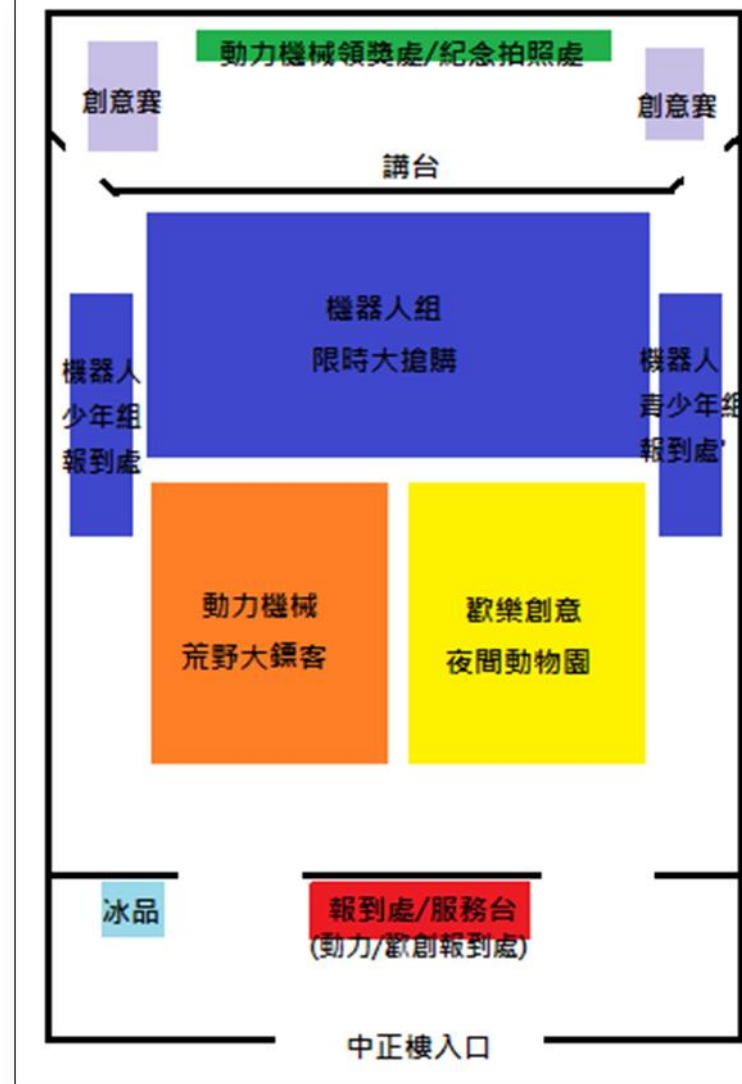 動力機械領獎處/紀念拍照處
創意賽
創意賽
講台
機器人組
限時大搶購
機器人
少年組
報到處
機器人
青少年組
報到處'
動力機械
荒野大鏢客
歡樂創意
夜間動物園
冰品
報到處/服務台
(動力/歡創報到處)
中正樓入口